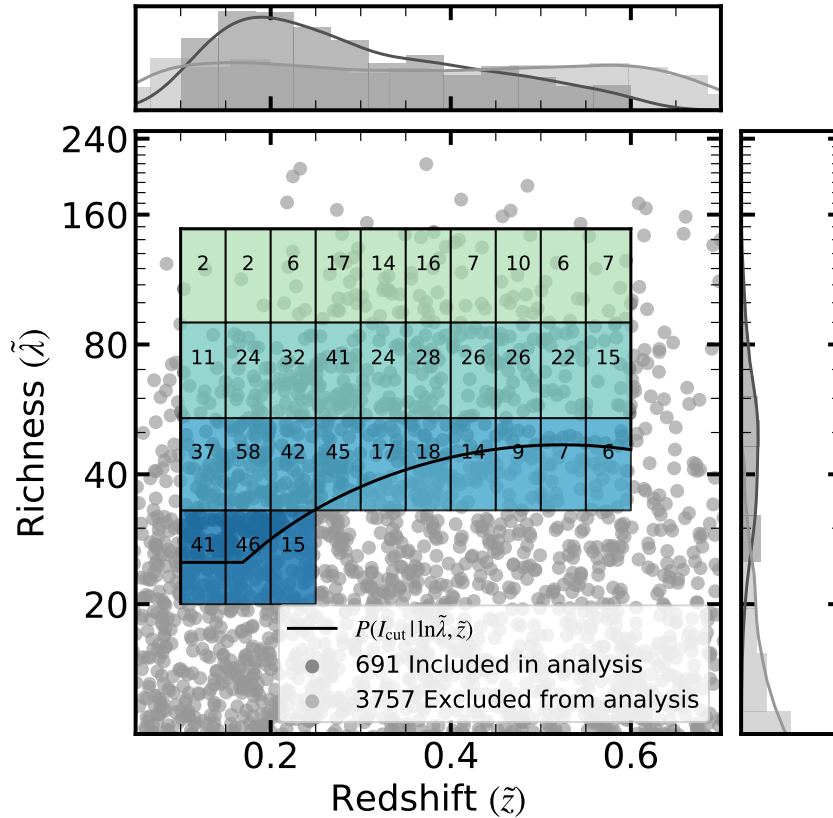 240
160
80
40
20
Richness (λ̃)
2 2 6 17 14 16 7 10 6 7
11 24 32 41 24 28 26 26 22 15
37 58 42 45 17 18 14 9 7 6
41 46 15
P(I_cut | ln λ̃, z̃)
691 Included in analysis
3757 Excluded from analysis
0.2 0.4 0.6
Redshift (z̃)